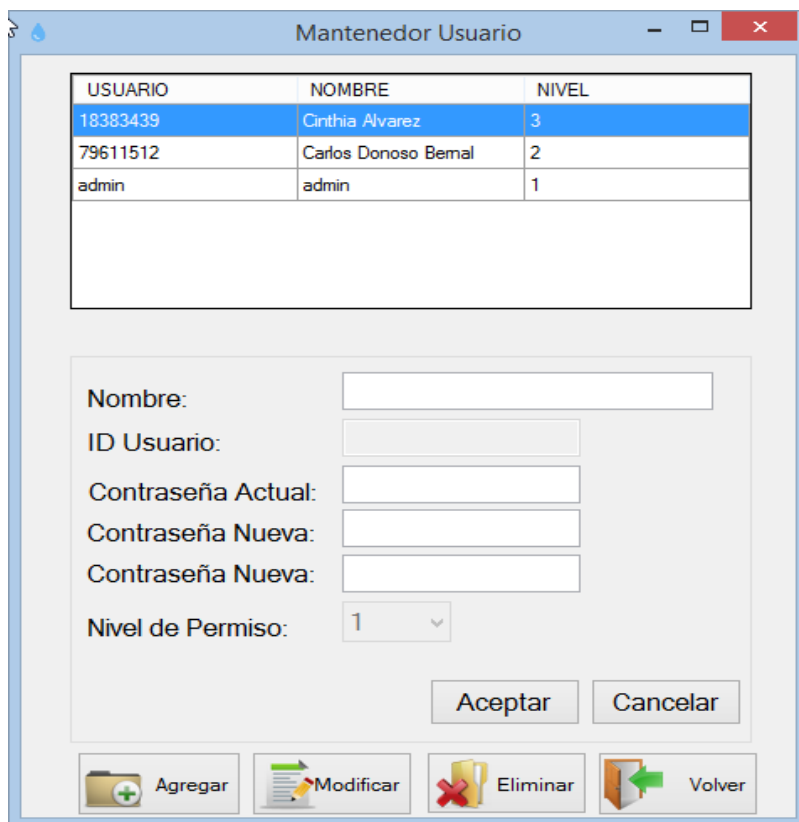 Mantenedor Usuario
USUARIO NOMBRE NIVEL
18383439 Cinthia Alvarez 3
79611512 Carlos Donoso Bernal 2
admin admin 1
Nombre:
ID Usuario:
Contraseña Actual:
Contraseña Nueva:
Contraseña Nueva:
Nivel de Permiso: 1
Aceptar Cancelar
Agregar Modificar Eliminar Volver